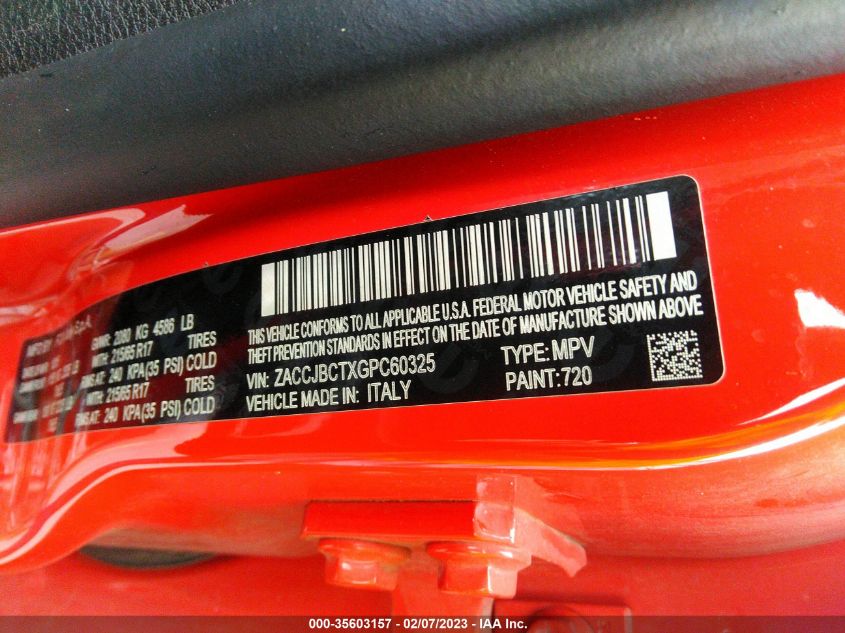 GVWR: 2080 KG 4586 LB
WITH: 215/65 R17 TIRES
240 KPA (35 PSI) COLD
WITH: 215/65 R17 TIRES
RIMS AT: 240 KPA (35 PSI) COLD
THIS VEHICLE CONFORMS TO ALL APPLICABLE U.S.A. FEDERAL MOTOR VEHICLE SAFETY AND
THEFT PREVENTION STANDARDS IN EFFECT ON THE DATE OF MANUFACTURE SHOWN ABOVE
VIN: ZACCJBCTXGPC60325 TYPE: MPV
VEHICLE MADE IN: ITALY PAINT: 720
000-35603157 - 02/07/2023 - IAA Inc.